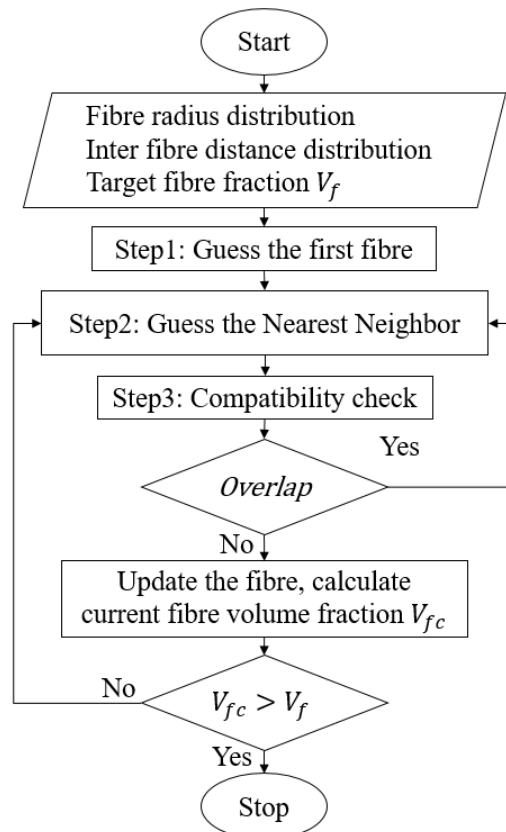 Start
Fibre radius distribution
Inter fibre distance distribution
Target fibre fraction V_f
Step1: Guess the first fibre
Step2: Guess the Nearest Neighbor
Step3: Compatibility check
Yes
Overlap
No
Update the fibre, calculate
current fibre volume fraction V_fc
No
V_fc > V_f
Yes
Stop